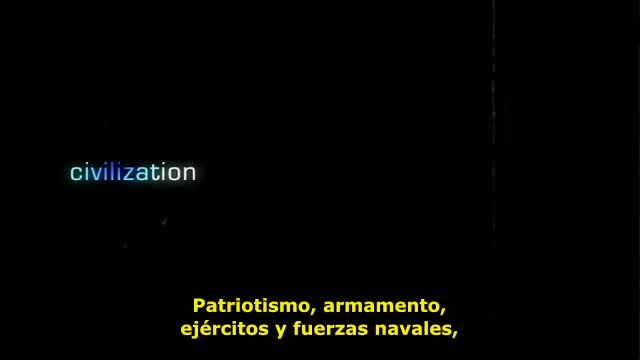 civilization
Patriotismo, armamento,
ejércitos y fuerzas navales,